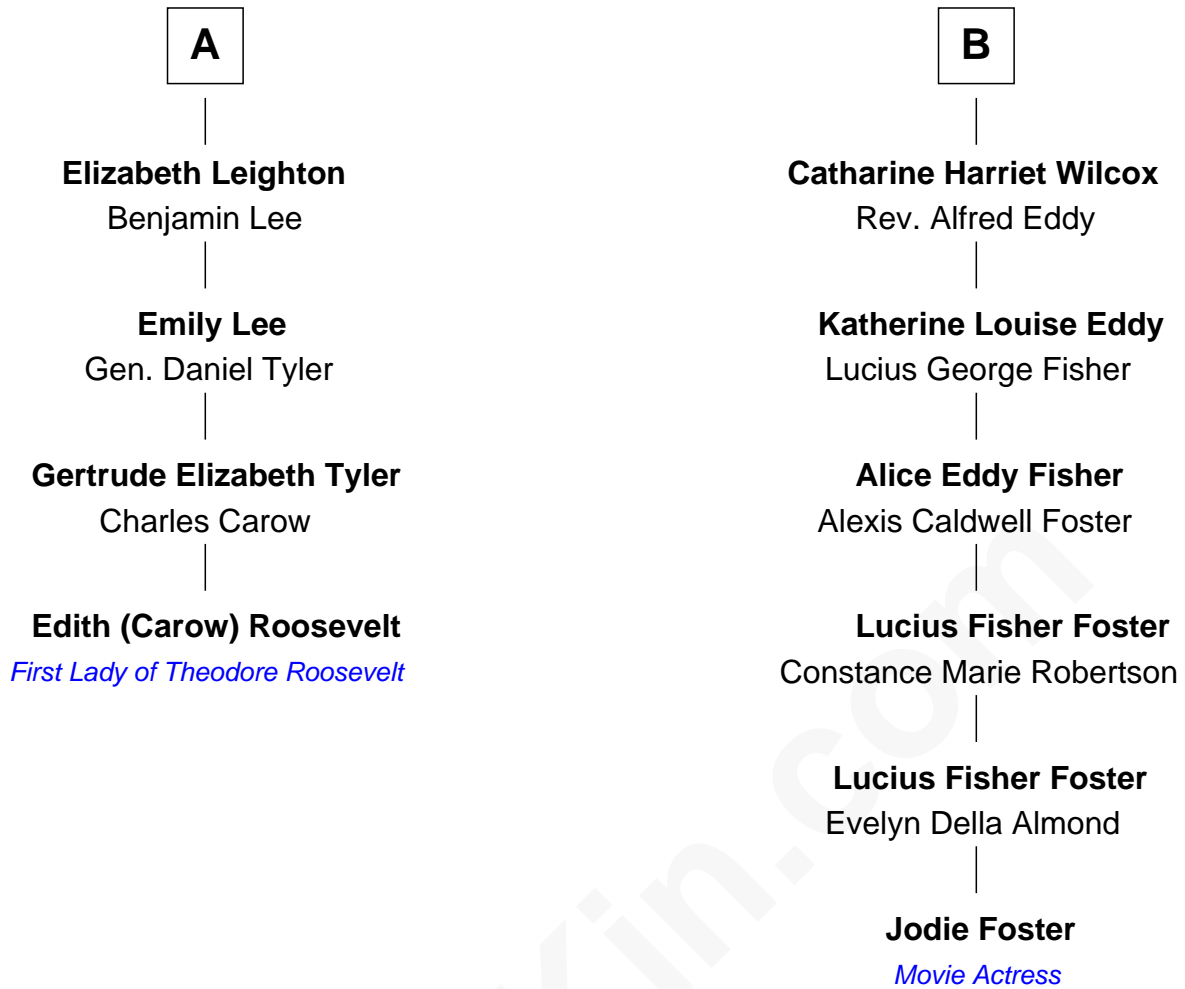 A
Elizabeth Leighton
Benjamin Lee
Emily Lee
Gen. Daniel Tyler
Gertrude Elizabeth Tyler
Charles Carow
Edith (Carow) Roosevelt
First Lady of Theodore Roosevelt
B
Catharine Harriet Wilcox
Rev. Alfred Eddy
Katherine Louise Eddy
Lucius George Fisher
Alice Eddy Fisher
Alexis Caldwell Foster
Lucius Fisher Foster
Constance Marie Robertson
Lucius Fisher Foster
Evelyn Della Almond
Jodie Foster
Movie Actress